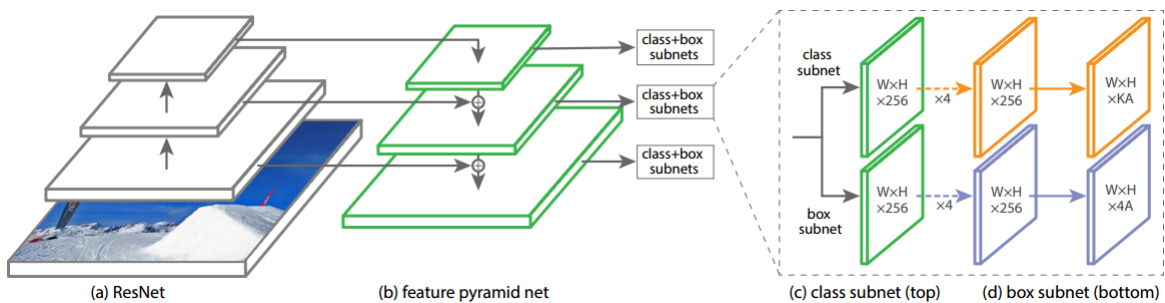 class+box
subnets
class+box
subnets
class+box
subnets
class
subnet
box
subnet
W×H
×256
×4
W×H
×256
W×H
×KA
W×H
×256
×4
W×H
×256
W×H
×4A
(a) ResNet
(b) feature pyramid net
(c) class subnet (top)
(d) box subnet (bottom)